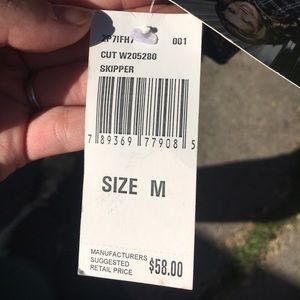 001
CUT W205280
SKIPPER
7 89369 77908 5
SIZE M
MANUFACTURERS
SUGGESTED
RETAIL PRICE $58.00